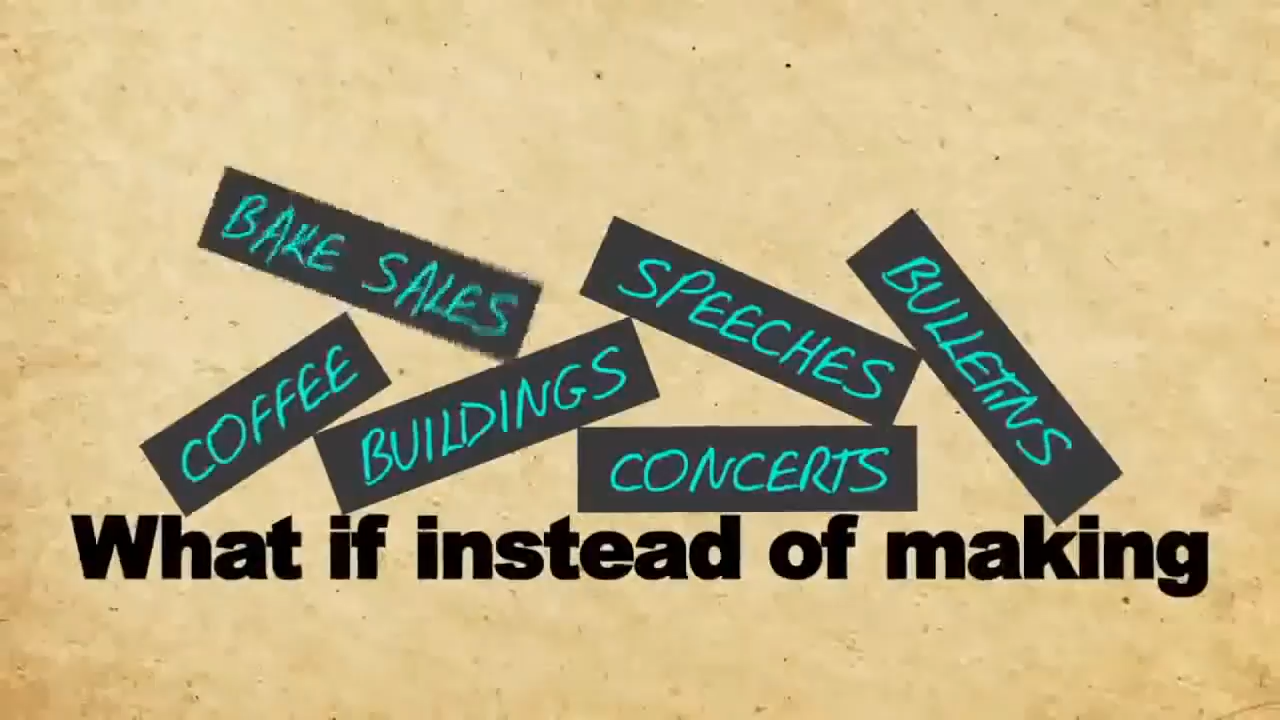 BAKE SALES
SPEECHES
BULLETINS
COFFEE
BUILDINGS
CONCERTS
What if instead of making